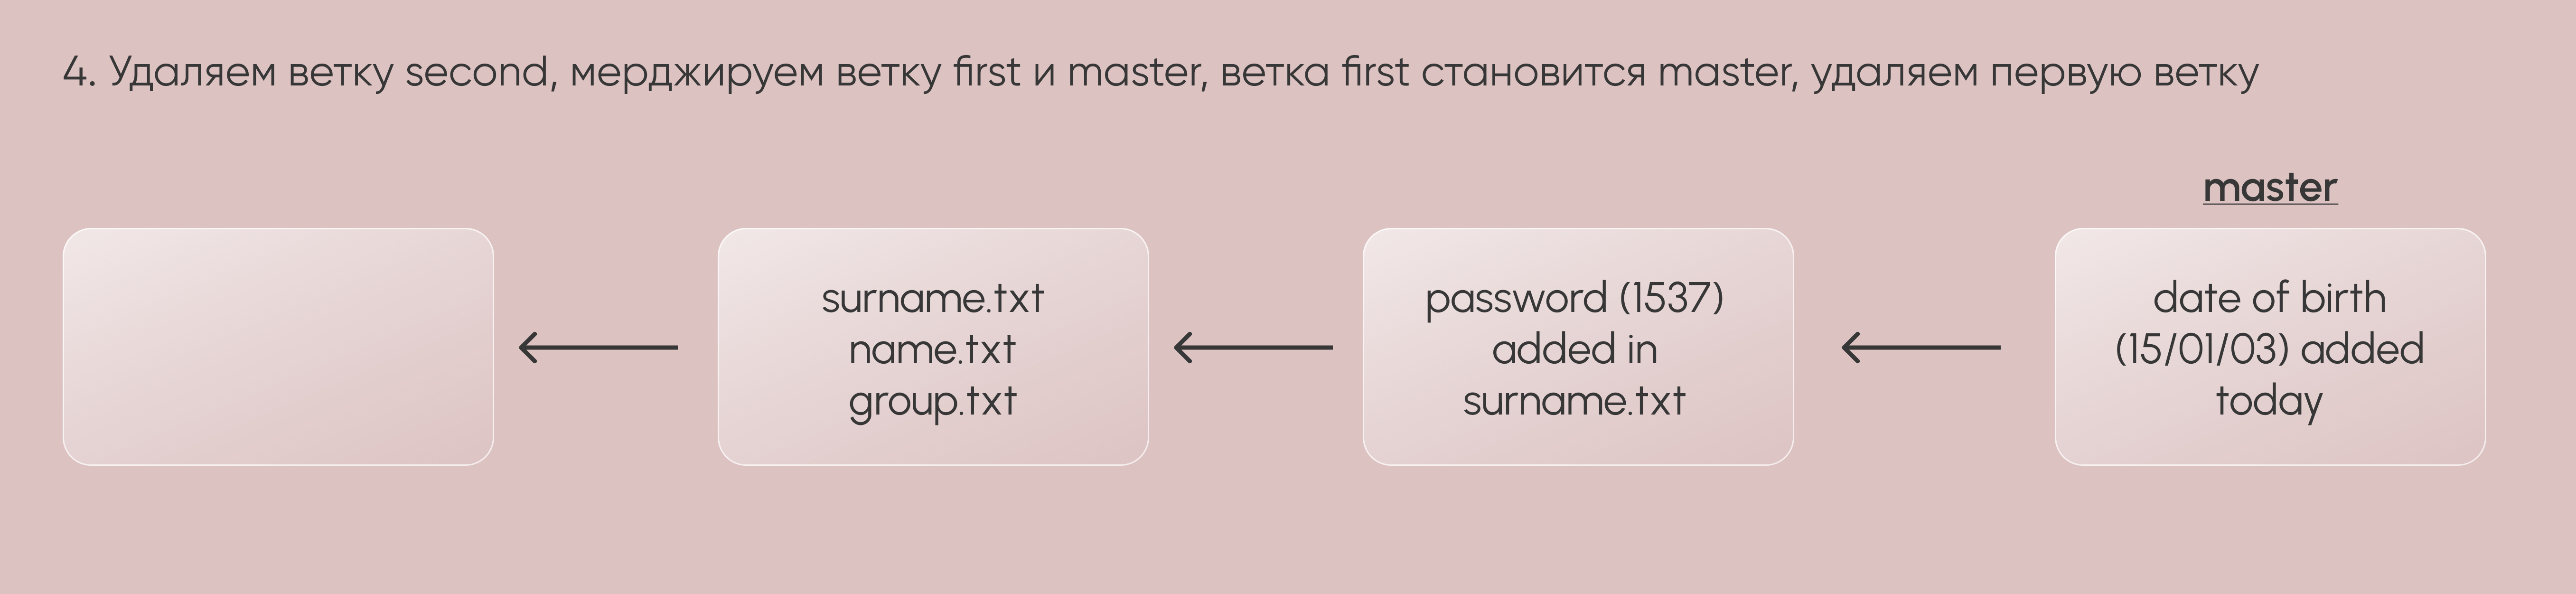 4. Удаляем ветку second, мерджируем ветку first и master, ветка first становится master, удаляем первую ветку
master
surname.txt
name.txt
group.txt
password (1537)
added in
surname.txt
date of birth
(15/01/03) added
today